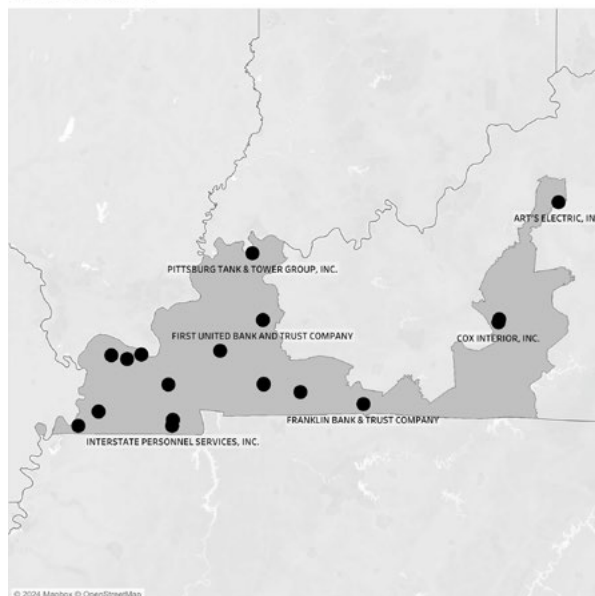 ART'S ELECTRIC, IN
PITTSBURG TANK & TOWER GROUP, INC.
FIRST UNITED BANK AND TRUST COMPANY
COX INTERIOR, INC.
FRANKLIN BANK & TRUST COMPANY
INTERSTATE PERSONNEL SERVICES, INC.
© 2024 Mapbox © OpenStreetMap